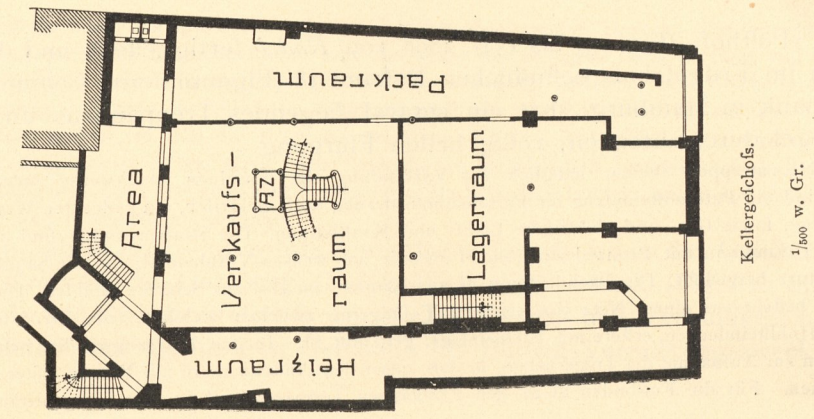 Packraum
Area
Verkaufs-
raum
AZ
Lagerraum
Heizraum
Kellergeſchoſs.
1/500 w. Gr.